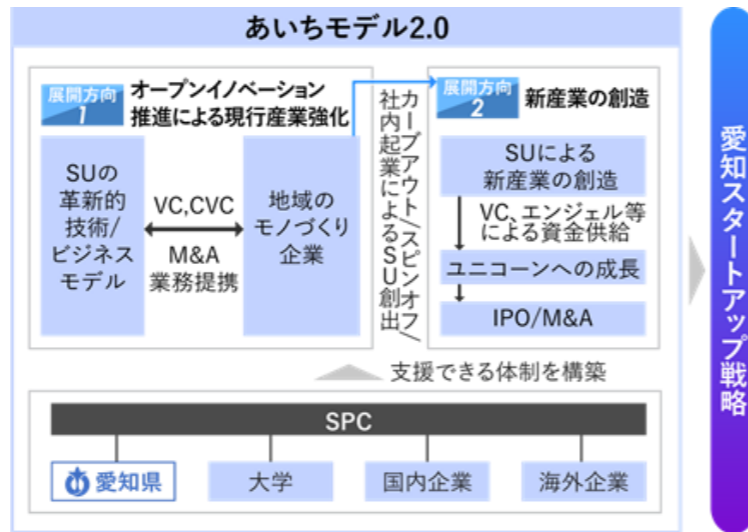 あいちモデル2.0
展開方向
1
オープンイノベーション
推進による現行産業強化
SUの
革新的
技術/
ビジネス
モデル
VC,CVC
M&A
業務提携
地域の
モノづくり
企業
カーブアウト/スピンオフ/
社内起業によるSU創出
展開方向
2
新産業の創造
SUによる
新産業の創造
VC、エンジェル等
による資金供給
ユニコーンへの成長
IPO/M&A
支援できる体制を構築
SPC
愛知県
大学
国内企業
海外企業
愛知スタートアップ戦略